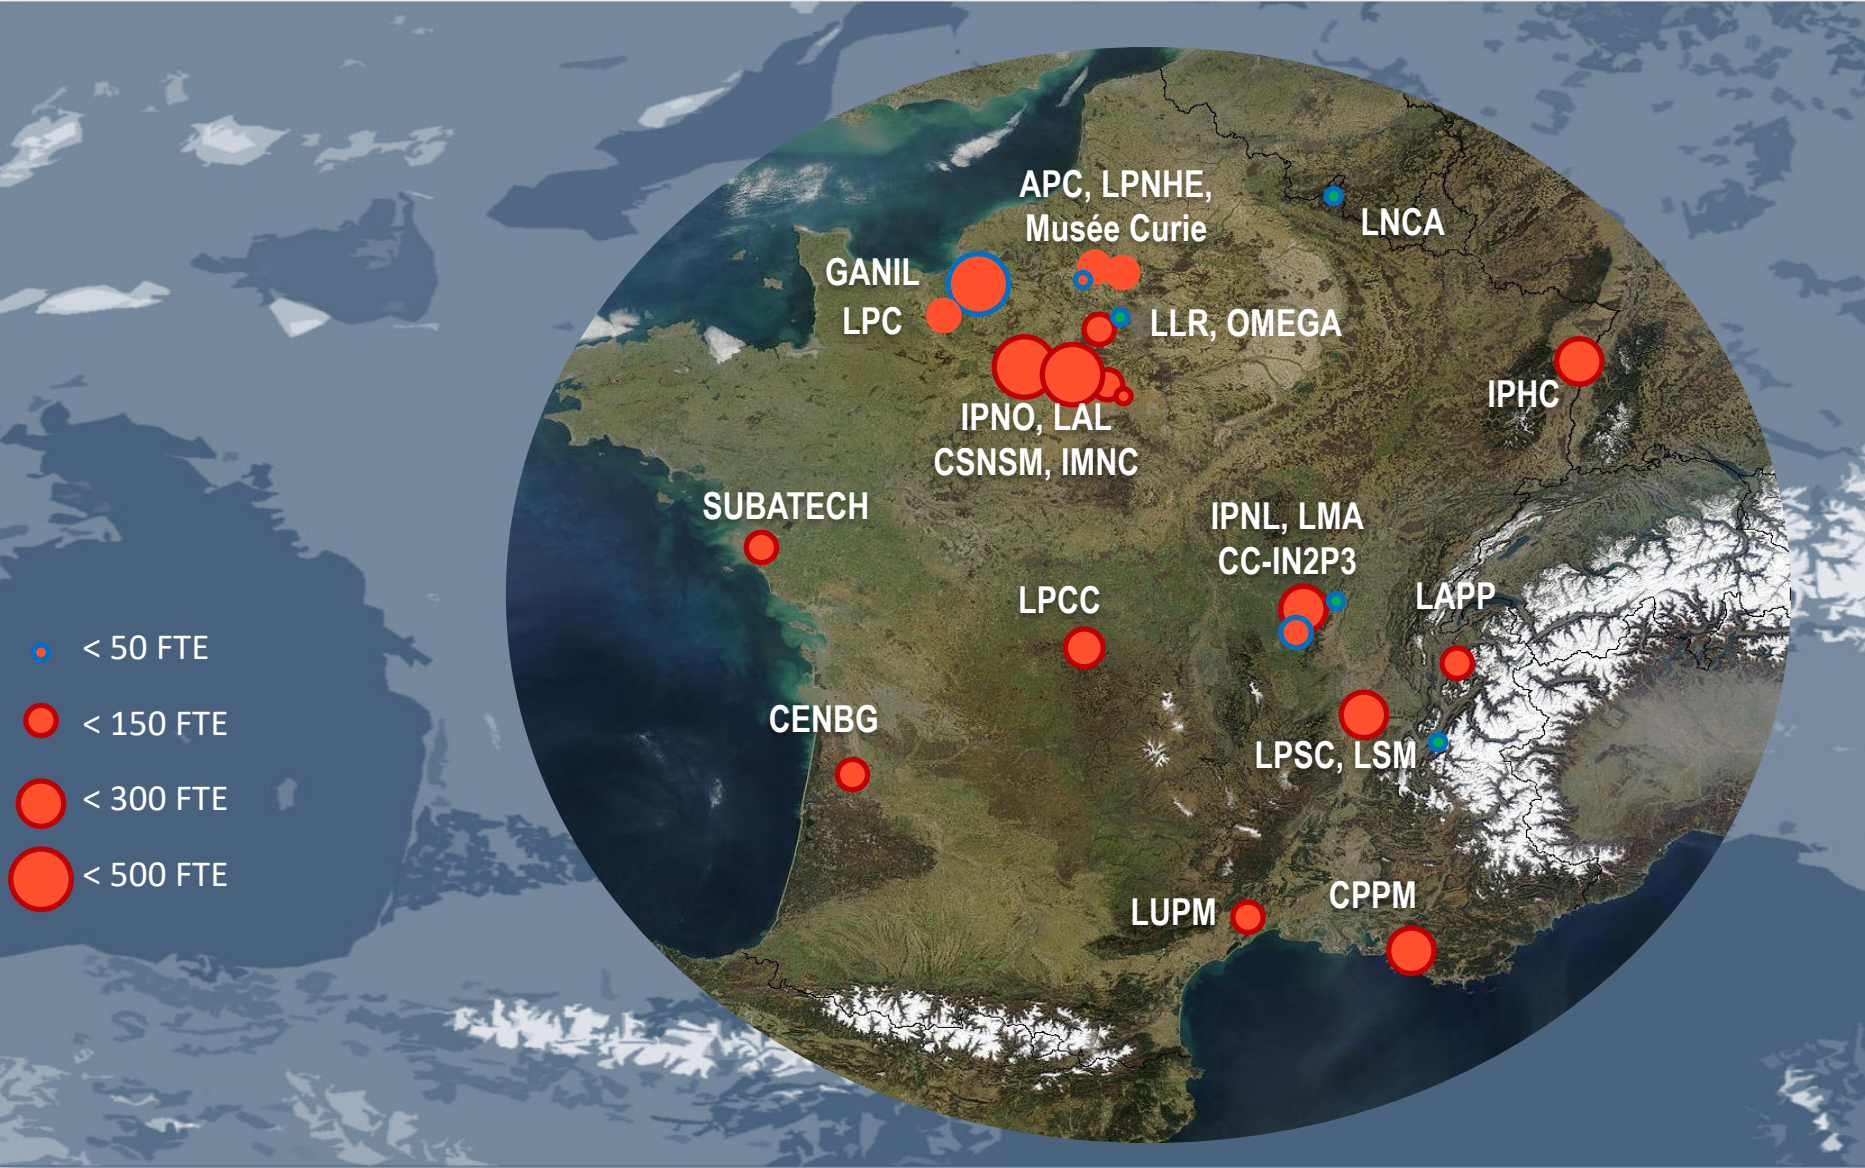 APC, LPNHE,
Musée Curie
LNCA
GANIL
LPC
LLR, OMEGA
IPHC
IPNO, LAL
CSNSM, IMNC
SUBATECH
IPNL, LMA
CC-IN2P3
LPCC
LAPP
< 50 FTE
< 150 FTE
< 300 FTE
< 500 FTE
CENBG
LPSC, LSM
LUPM
CPPM